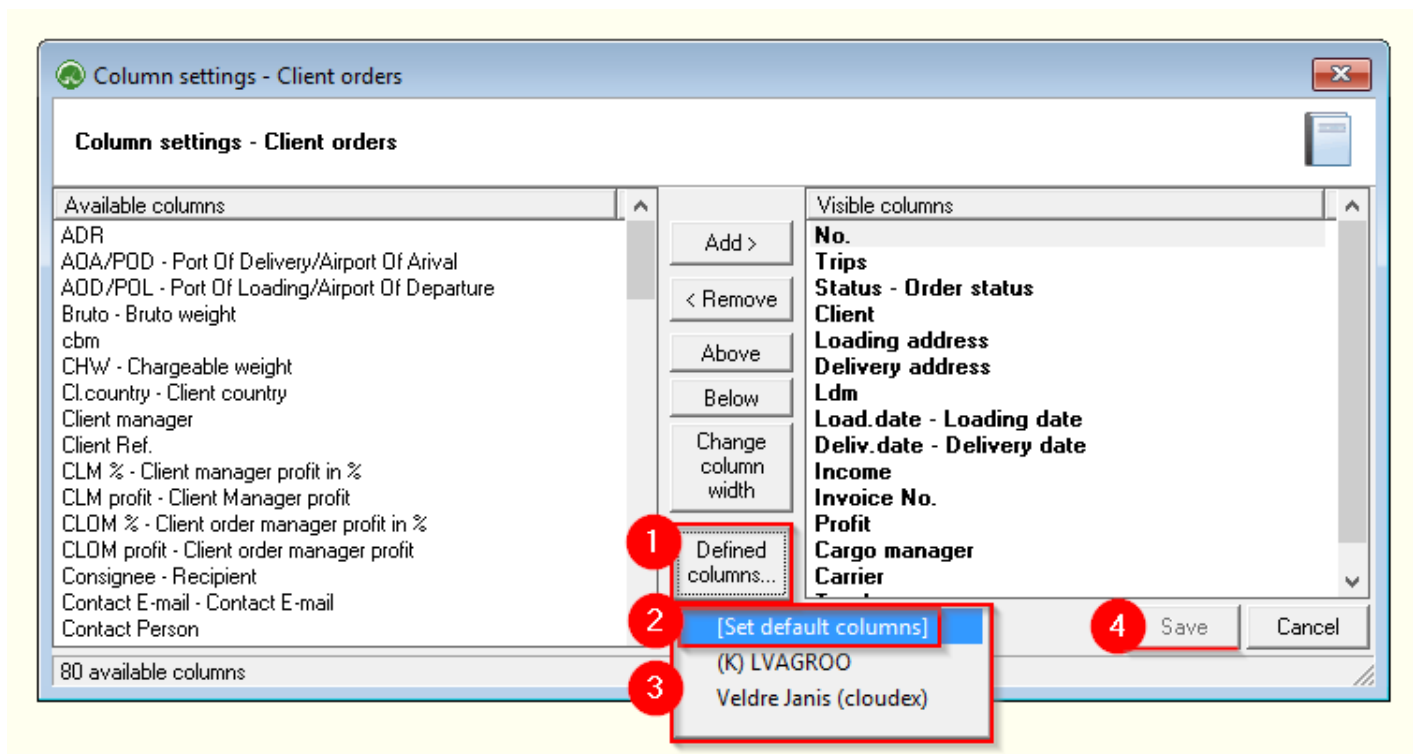 Column settings - Client orders
Column settings - Client orders
Available columns
ADR
AOA/POD - Port Of Delivery/Airport Of Arival
AOD/POL - Port Of Loading/Airport Of Departure
Bruto - Bruto weight
cbm
CHW - Chargeable weight
Cl.country - Client country
Client manager
Client Ref.
CLM % - Client manager profit in %
CLM profit - Client Manager profit
CLOM % - Client order manager profit in %
CLOM profit - Client order manager profit
Consignee - Recipient
Contact E-mail - Contact E-mail
Contact Person
80 available columns
Add >
< Remove
Above
Below
Change
column
width
1
Defined
columns...
2
[Set default columns]
3
(K) LVAGROO
Veldre Janis (cloudex)
Visible columns
No.
Trips
Status - Order status
Client
Loading address
Delivery address
Ldm
Load.date - Loading date
Deliv.date - Delivery date
Income
Invoice No.
Profit
Cargo manager
Carrier
4
Save
Cancel